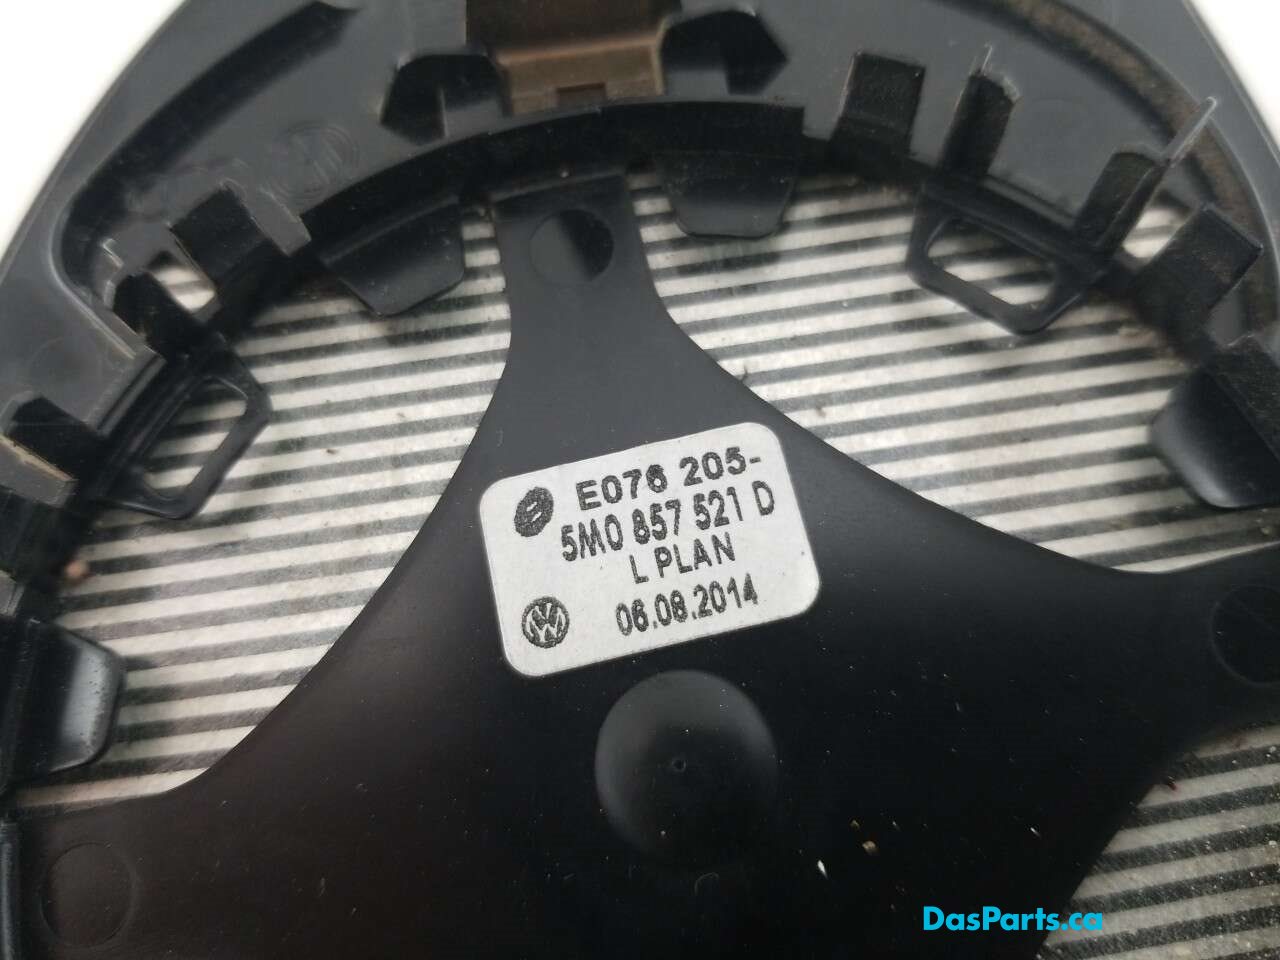 E076 205-
5M0 857 521 D
L PLAN
06.08.2014
DasParts.ca